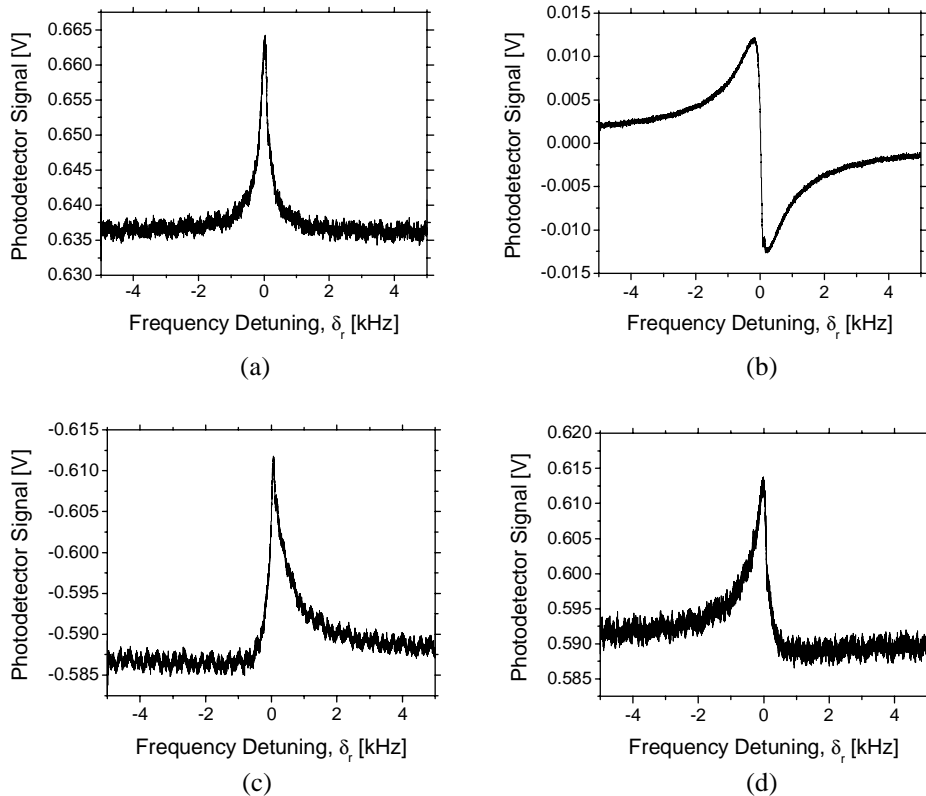 0.665
0.660
0.655
0.650
0.645
0.640
0.635
0.630
Photodetector Signal [V]
-4 -2 0 2 4
Frequency Detuning, δr [kHz]
(a)
0.015
0.010
0.005
0.000
-0.005
-0.010
-0.015
Photodetector Signal [V]
-4 -2 0 2 4
Frequency Detuning, δr [kHz]
(b)
-0.615
-0.610
-0.605
-0.600
-0.595
-0.590
-0.585
Photodetector Signal [V]
-4 -2 0 2 4
Frequency Detuning, δr [kHz]
(c)
0.620
0.615
0.610
0.605
0.600
0.595
0.590
0.585
Photodetector Signal [V]
-4 -2 0 2 4
Frequency Detuning, δr [kHz]
(d)